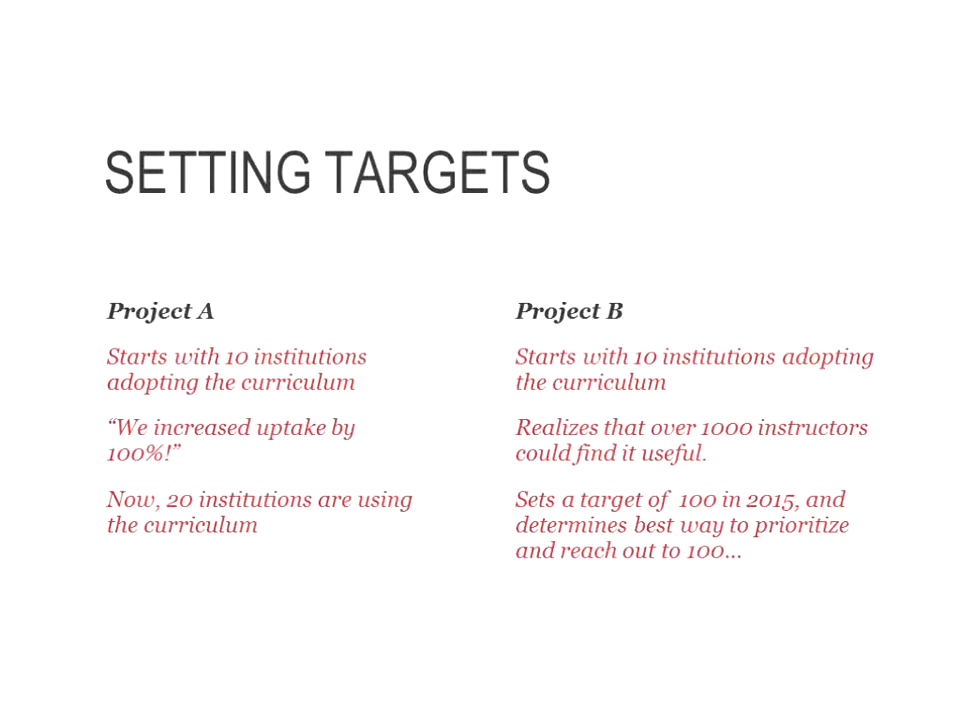 SETTING TARGETS
Project A
Starts with 10 institutions
adopting the curriculum
“We increased uptake by
100%!”
Now, 20 institutions are using
the curriculum
Project B
Starts with 10 institutions adopting
the curriculum
Realizes that over 1000 instructors
could find it useful.
Sets a target of  100 in 2015, and
determines best way to prioritize
and reach out to 100…